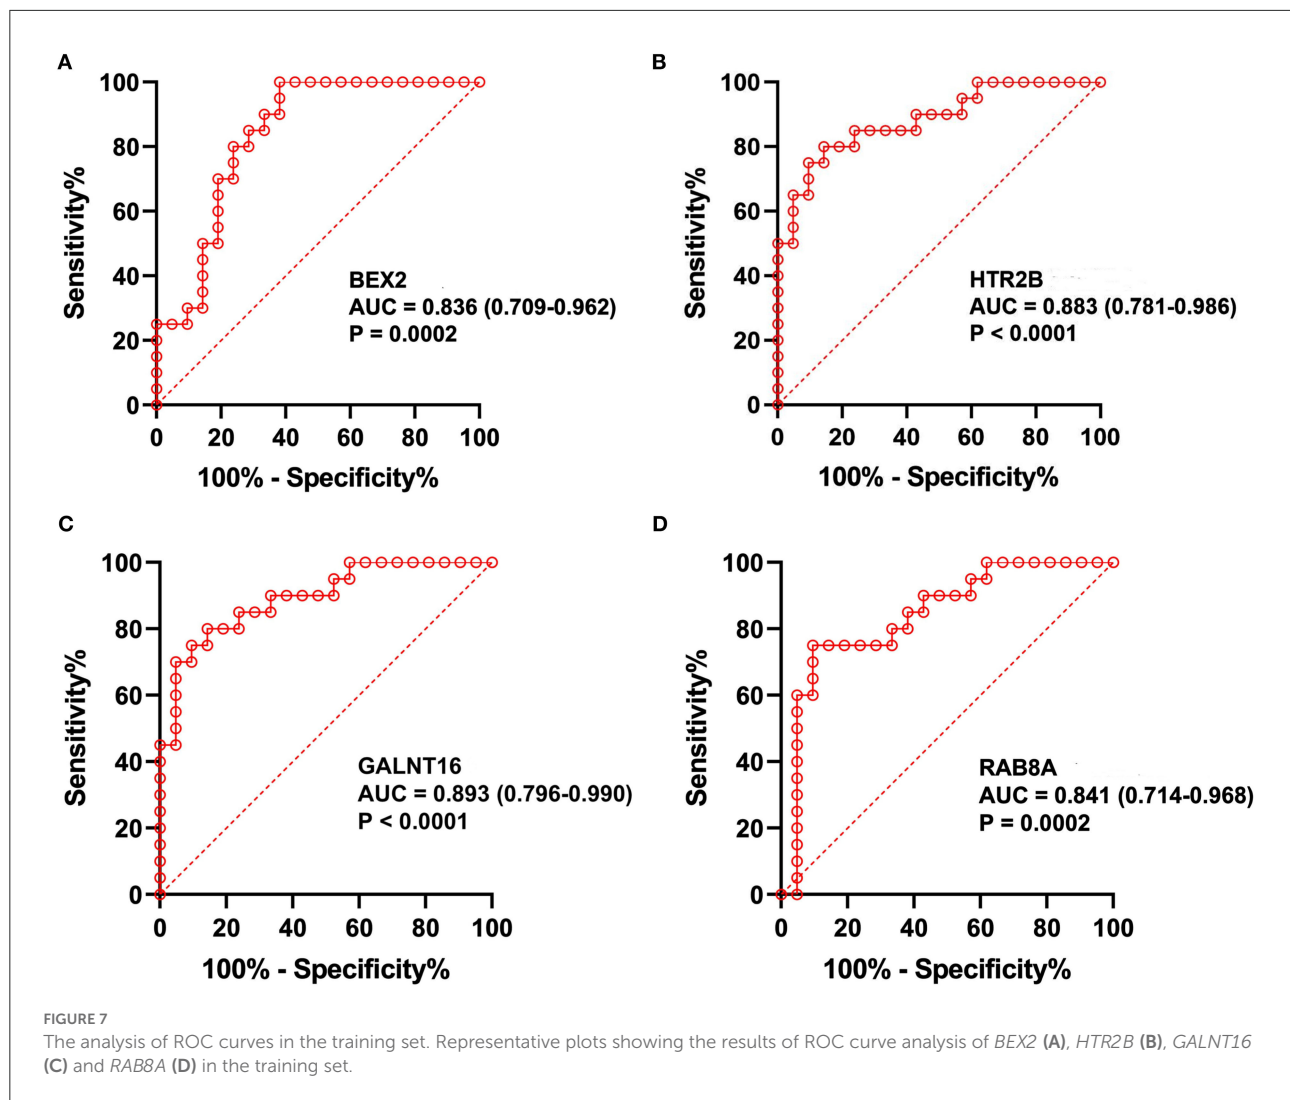 A
100
80
60
40
20
0
Sensitivity%
BEX2
AUC = 0.836 (0.709-0.962)
P = 0.0002
0 20 40 60 80 100
100% - Specificity%
B
100
80
60
40
20
0
Sensitivity%
HTR2B
AUC = 0.883 (0.781-0.986)
P < 0.0001
0 20 40 60 80 100
100% - Specificity%
C
100
80
60
40
20
0
Sensitivity%
GALNT16
AUC = 0.893 (0.796-0.990)
P < 0.0001
0 20 40 60 80 100
100% - Specificity%
D
100
80
60
40
20
0
Sensitivity%
RAB8A
AUC = 0.841 (0.714-0.968)
P = 0.0002
0 20 40 60 80 100
100% - Specificity%
FIGURE 7
The analysis of ROC curves in the training set. Representative plots showing the results of ROC curve analysis of BEX2 (A), HTR2B (B), GALNT16
(C) and RAB8A (D) in the training set.